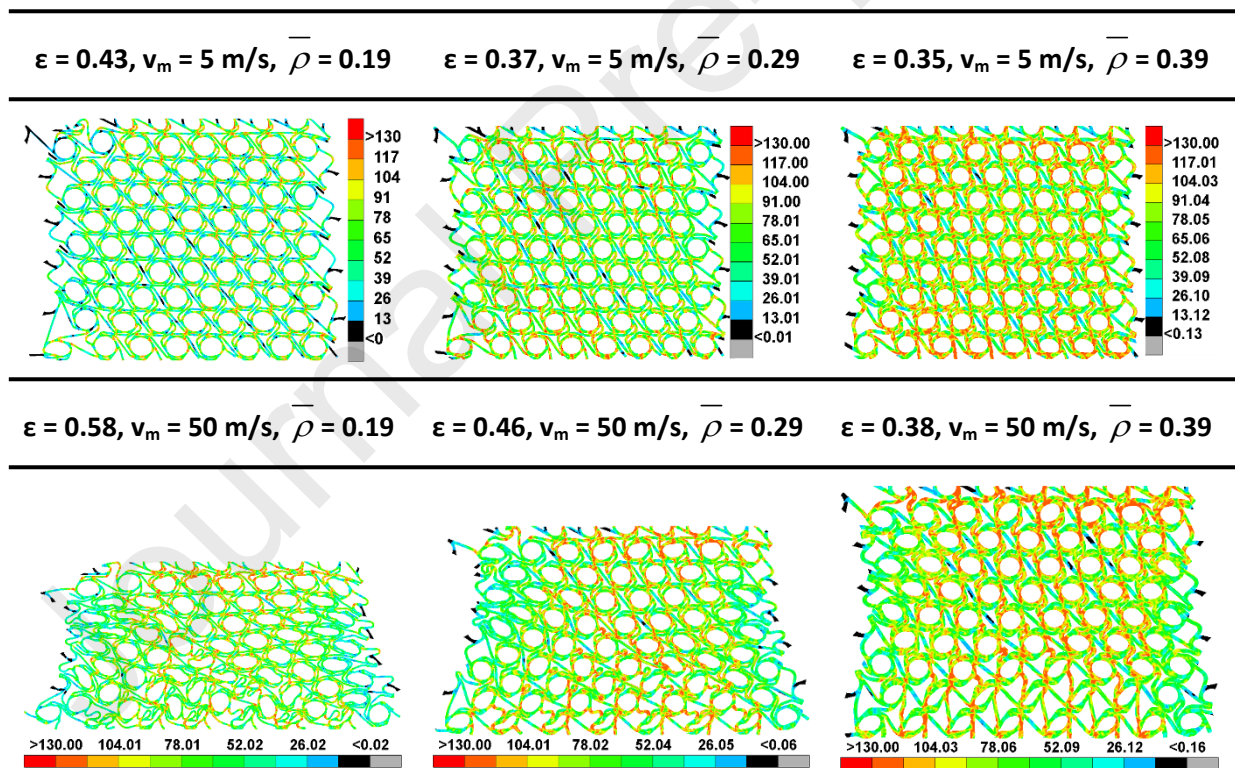 ε = 0.43, vm = 5 m/s, ρ̅ = 0.19 ε = 0.37, vm = 5 m/s, ρ̅ = 0.29 ε = 0.35, vm = 5 m/s, ρ̅ = 0.39
>130 >130.00 >130.00
117 117.00 117.01
104 104.00 104.03
91 91.00 91.04
78 78.01 78.05
65 65.01 65.06
52 52.01 52.08
39 39.01 39.09
26 26.01 26.10
13 13.01 13.12
<0 <0.01 <0.13
ε = 0.58, vm = 50 m/s, ρ̅ = 0.19 ε = 0.46, vm = 50 m/s, ρ̅ = 0.29 ε = 0.38, vm = 50 m/s, ρ̅ = 0.39
>130.00 104.01 78.01 52.02 26.02 <0.02 >130.00 104.01 78.02 52.04 26.05 <0.06 >130.00 104.03 78.06 52.09 26.12 <0.16
Journal Pre